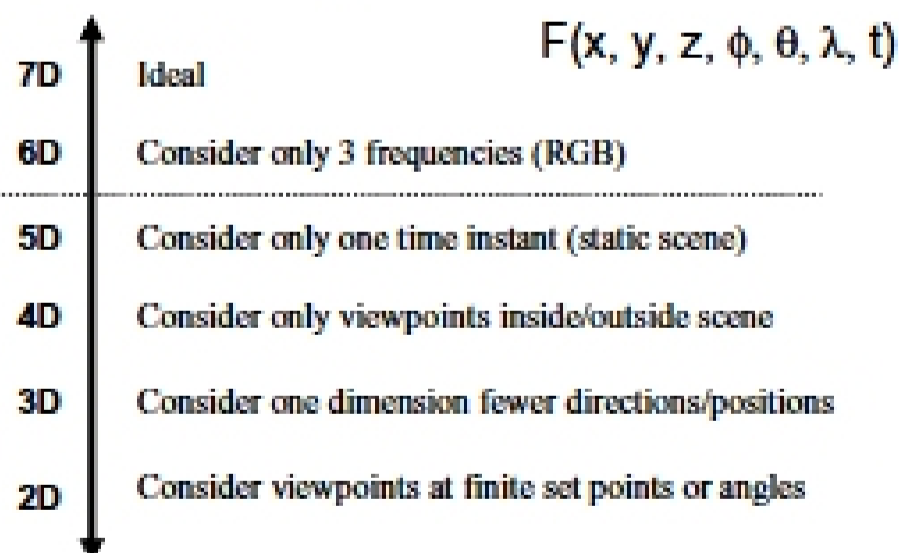 F(x, y, z, ϕ, θ, λ, t)
7D Ideal
6D Consider only 3 frequencies (RGB)
5D Consider only one time instant (static scene)
4D Consider only viewpoints inside/outside scene
3D Consider one dimension fewer directions/positions
2D Consider viewpoints at finite set points or angles